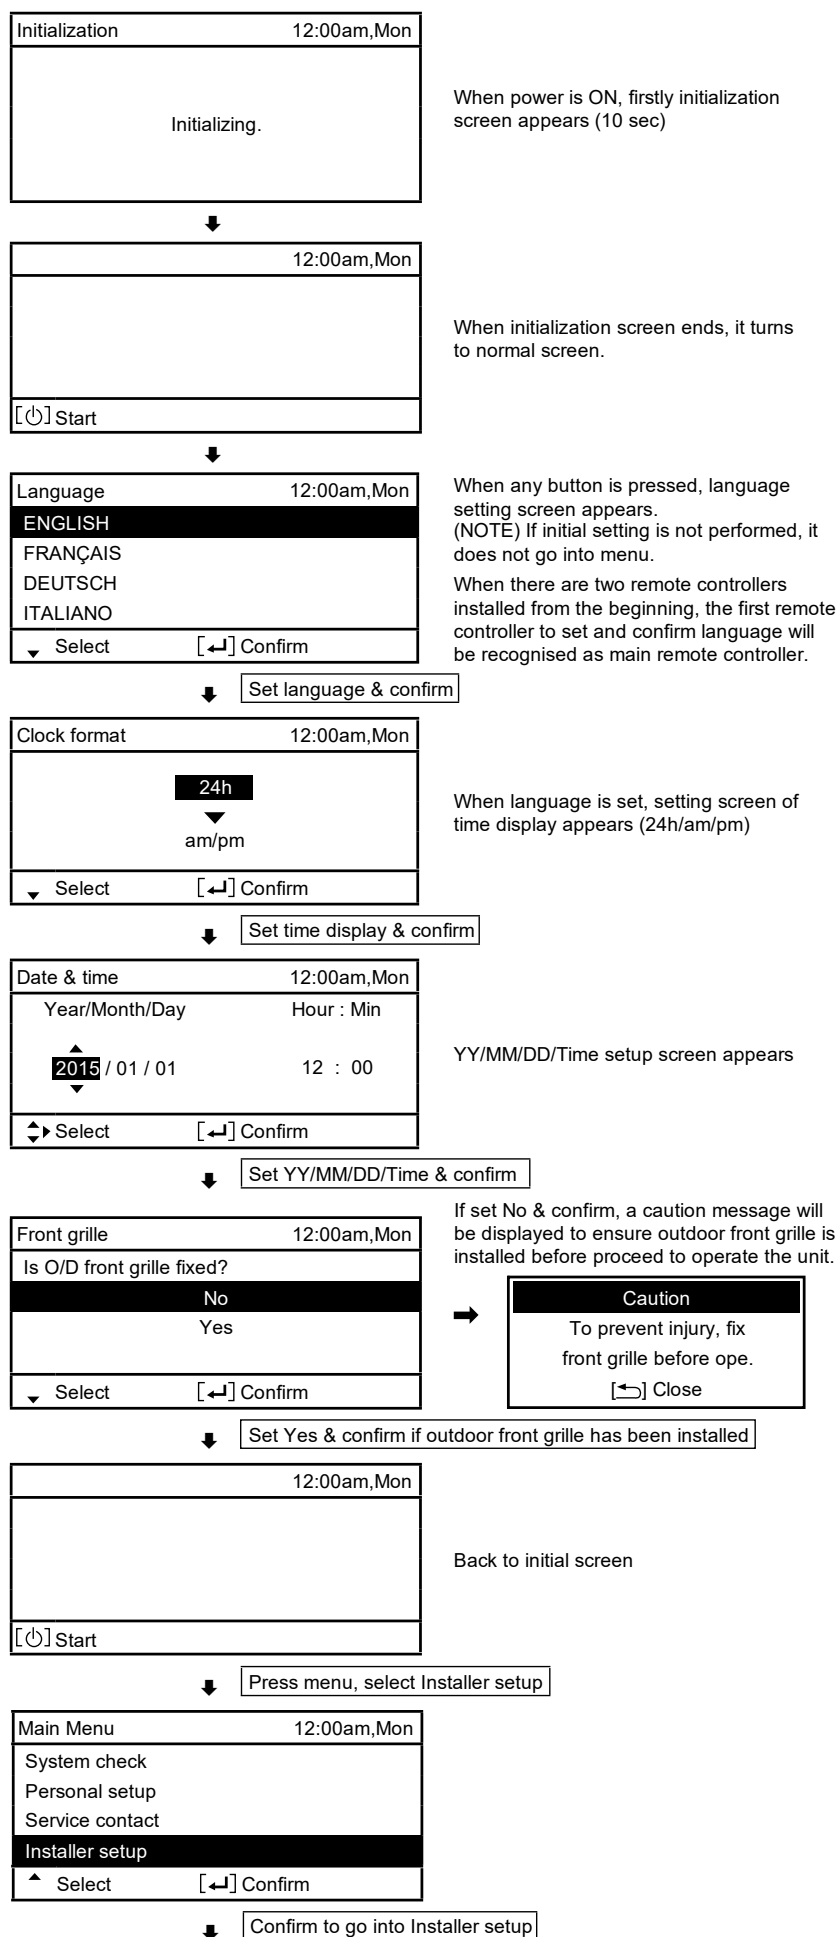 Initialization 12:00am,Mon
Initializing.
When power is ON, firstly initialization
screen appears (10 sec)
12:00am,Mon
[⏻] Start
When initialization screen ends, it turns
to normal screen.
Language 12:00am,Mon
ENGLISH
FRANÇAIS
DEUTSCH
ITALIANO
Select [↵] Confirm
When any button is pressed, language
setting screen appears.
(NOTE) If initial setting is not performed, it
does not go into menu.
When there are two remote controllers
installed from the beginning, the first remote
controller to set and confirm language will
be recognised as main remote controller.
Set language & confirm
Clock format 12:00am,Mon
24h
am/pm
Select [↵] Confirm
When language is set, setting screen of
time display appears (24h/am/pm)
Set time display & confirm
Date & time 12:00am,Mon
Year/Month/Day Hour : Min
2015 / 01 / 01 12 : 00
Select [↵] Confirm
YY/MM/DD/Time setup screen appears
Set YY/MM/DD/Time & confirm
If set No & confirm, a caution message will
be displayed to ensure outdoor front grille is
installed before proceed to operate the unit.
Front grille 12:00am,Mon
Is O/D front grille fixed?
No
Yes
Select [↵] Confirm
Caution
To prevent injury, fix
front grille before ope.
[⮌] Close
Set Yes & confirm if outdoor front grille has been installed
12:00am,Mon
[⏻] Start
Back to initial screen
Press menu, select Installer setup
Main Menu 12:00am,Mon
System check
Personal setup
Service contact
Installer setup
Select [↵] Confirm
Confirm to go into Installer setup